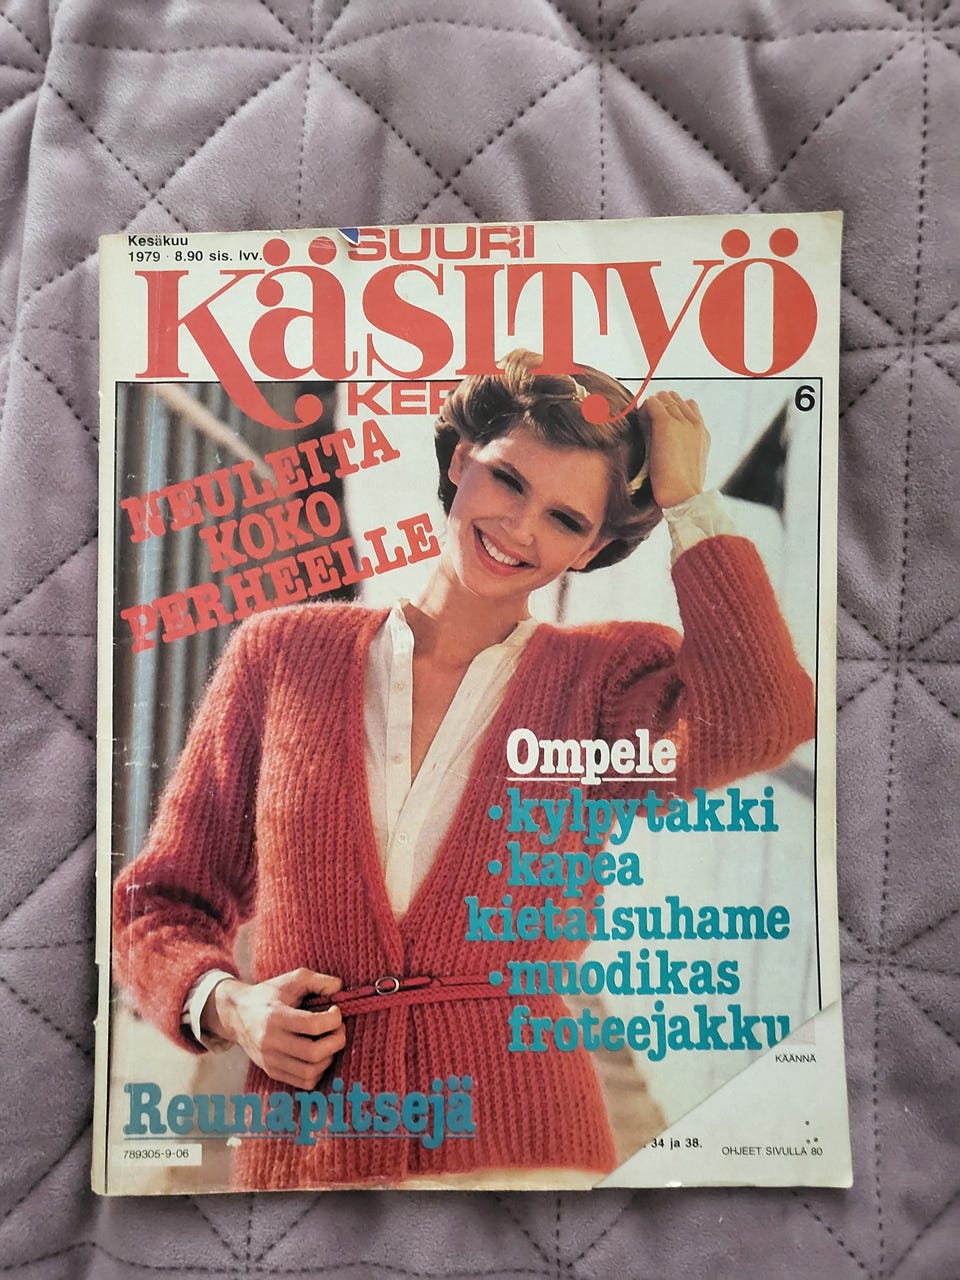 Kesäkuu
1979 · 8.90 sis. lvv.
SUURI
KÄSITYÖ
6
NEULEITA
KOKO
PERHEELLE
Ompele
• kylpytakki
• kapea
kietaisuhame
• muodikas
froteejakku
KÄÄNNÄ
Reunapitsejä
34 ja 38.
OHJEET SIVULLA 80
789305-9-06